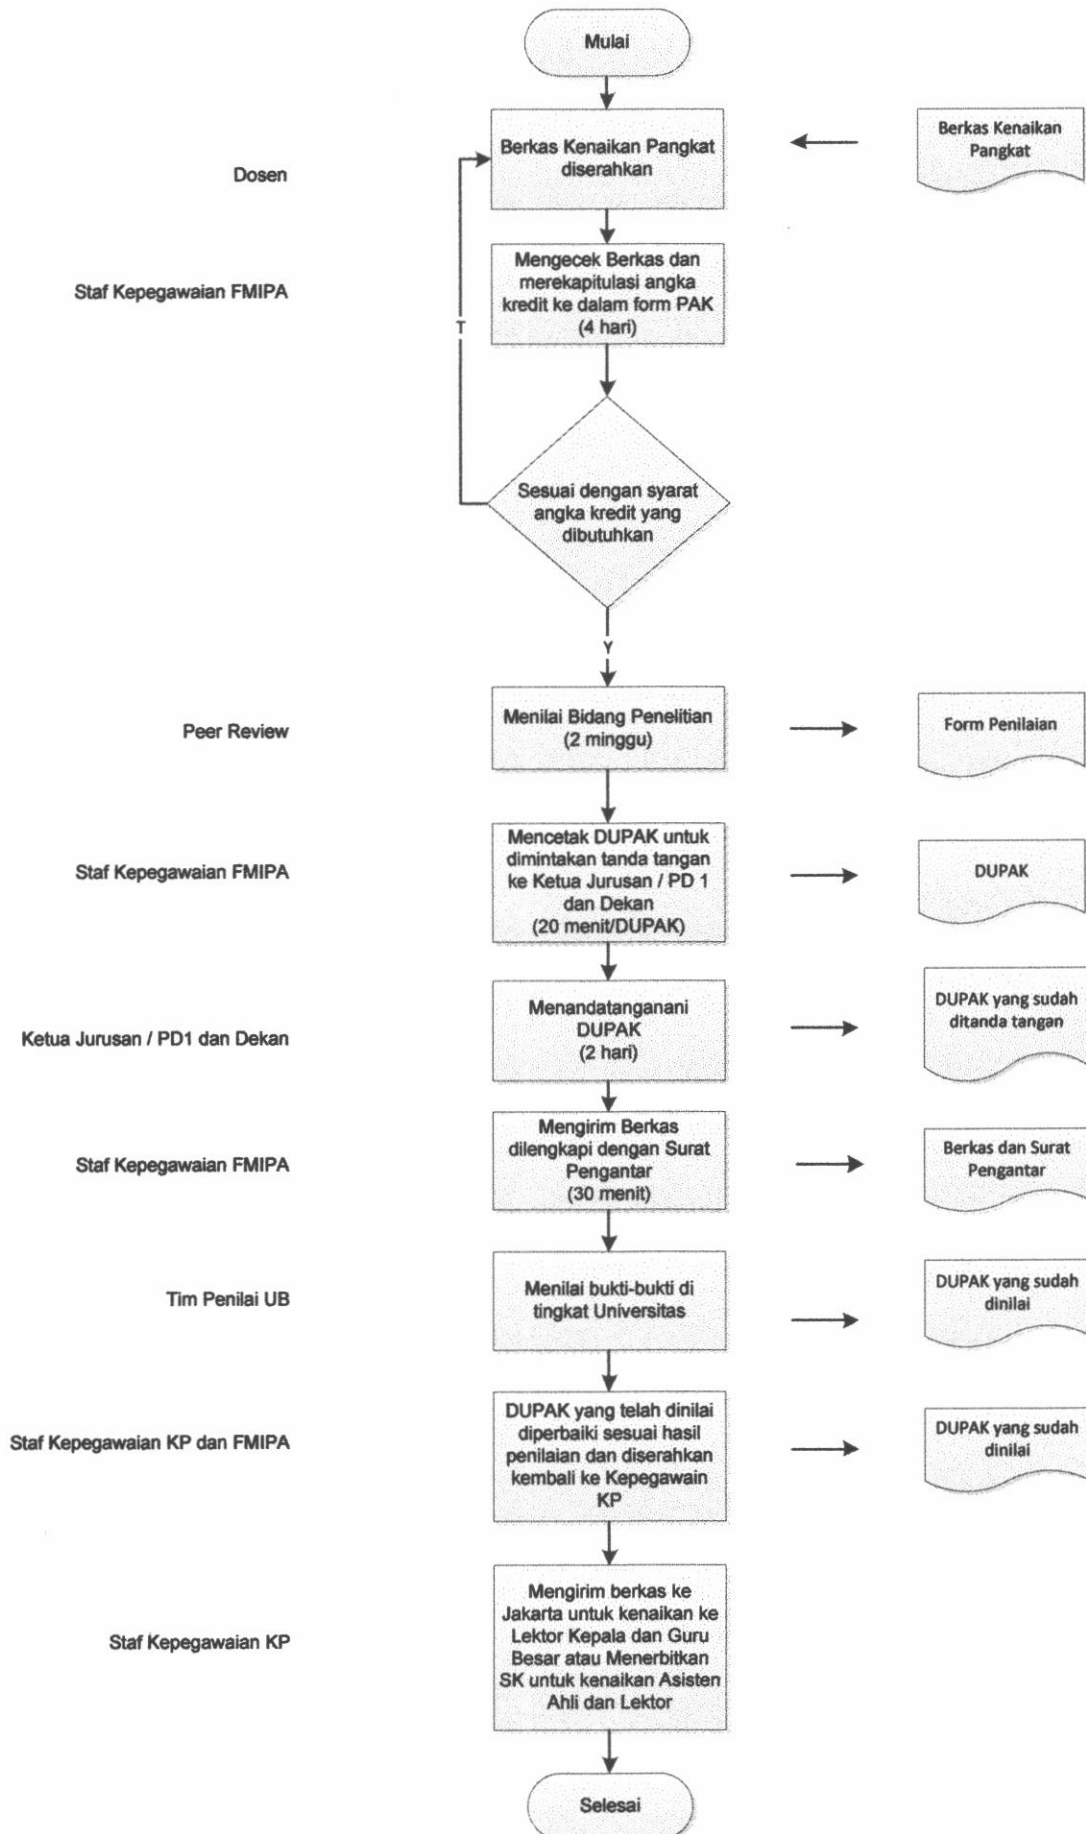 Mulai
Dosen
Berkas Kenaikan Pangkat
diserahkan
Berkas Kenaikan
Pangkat
Staf Kepegawaian FMIPA
Mengecek Berkas dan
merekapitulasi angka
kredit ke dalam form PAK
(4 hari)
T
Sesuai dengan syarat
angka kredit yang
dibutuhkan
Y
Peer Review
Menilai Bidang Penelitian
(2 minggu)
Form Penilaian
Staf Kepegawaian FMIPA
Mencetak DUPAK untuk
dimintakan tanda tangan
ke Ketua Jurusan / PD 1
dan Dekan
(20 menit/DUPAK)
DUPAK
Ketua Jurusan / PD1 dan Dekan
Menandatanganani
DUPAK
(2 hari)
DUPAK yang sudah
ditanda tangan
Staf Kepegawaian FMIPA
Mengirim Berkas
dilengkapi dengan Surat
Pengantar
(30 menit)
Berkas dan Surat
Pengantar
Tim Penilai UB
Menilai bukti-bukti di
tingkat Universitas
DUPAK yang sudah
dinilai
Staf Kepegawaian KP dan FMIPA
DUPAK yang telah dinilai
diperbaiki sesuai hasil
penilaian dan diserahkan
kembali ke Kepegawain
KP
DUPAK yang sudah
dinilai
Staf Kepegawaian KP
Mengirim berkas ke
Jakarta untuk kenaikan ke
Lektor Kepala dan Guru
Besar atau Menerbitkan
SK untuk kenaikan Asisten
Ahli dan Lektor
Selesai